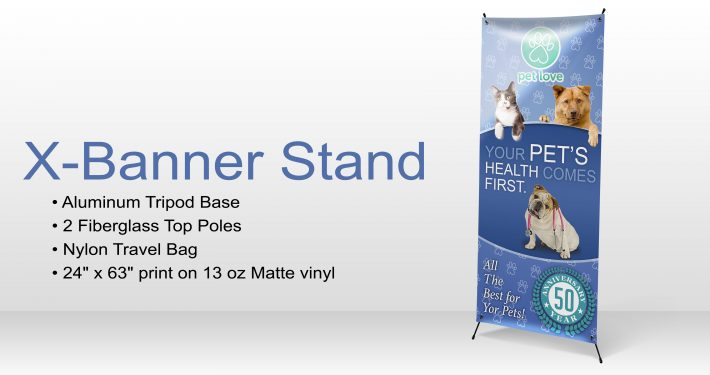 X-Banner Stand
• Aluminum Tripod Base
• 2 Fiberglass Top Poles
• Nylon Travel Bag
• 24" x 63" print on 13 oz Matte vinyl
pet love
YOUR PET'S
HEALTH COMES
FIRST.
All
The
Best for
Yor Pets!
ANNIVERSARY
50
YEAR